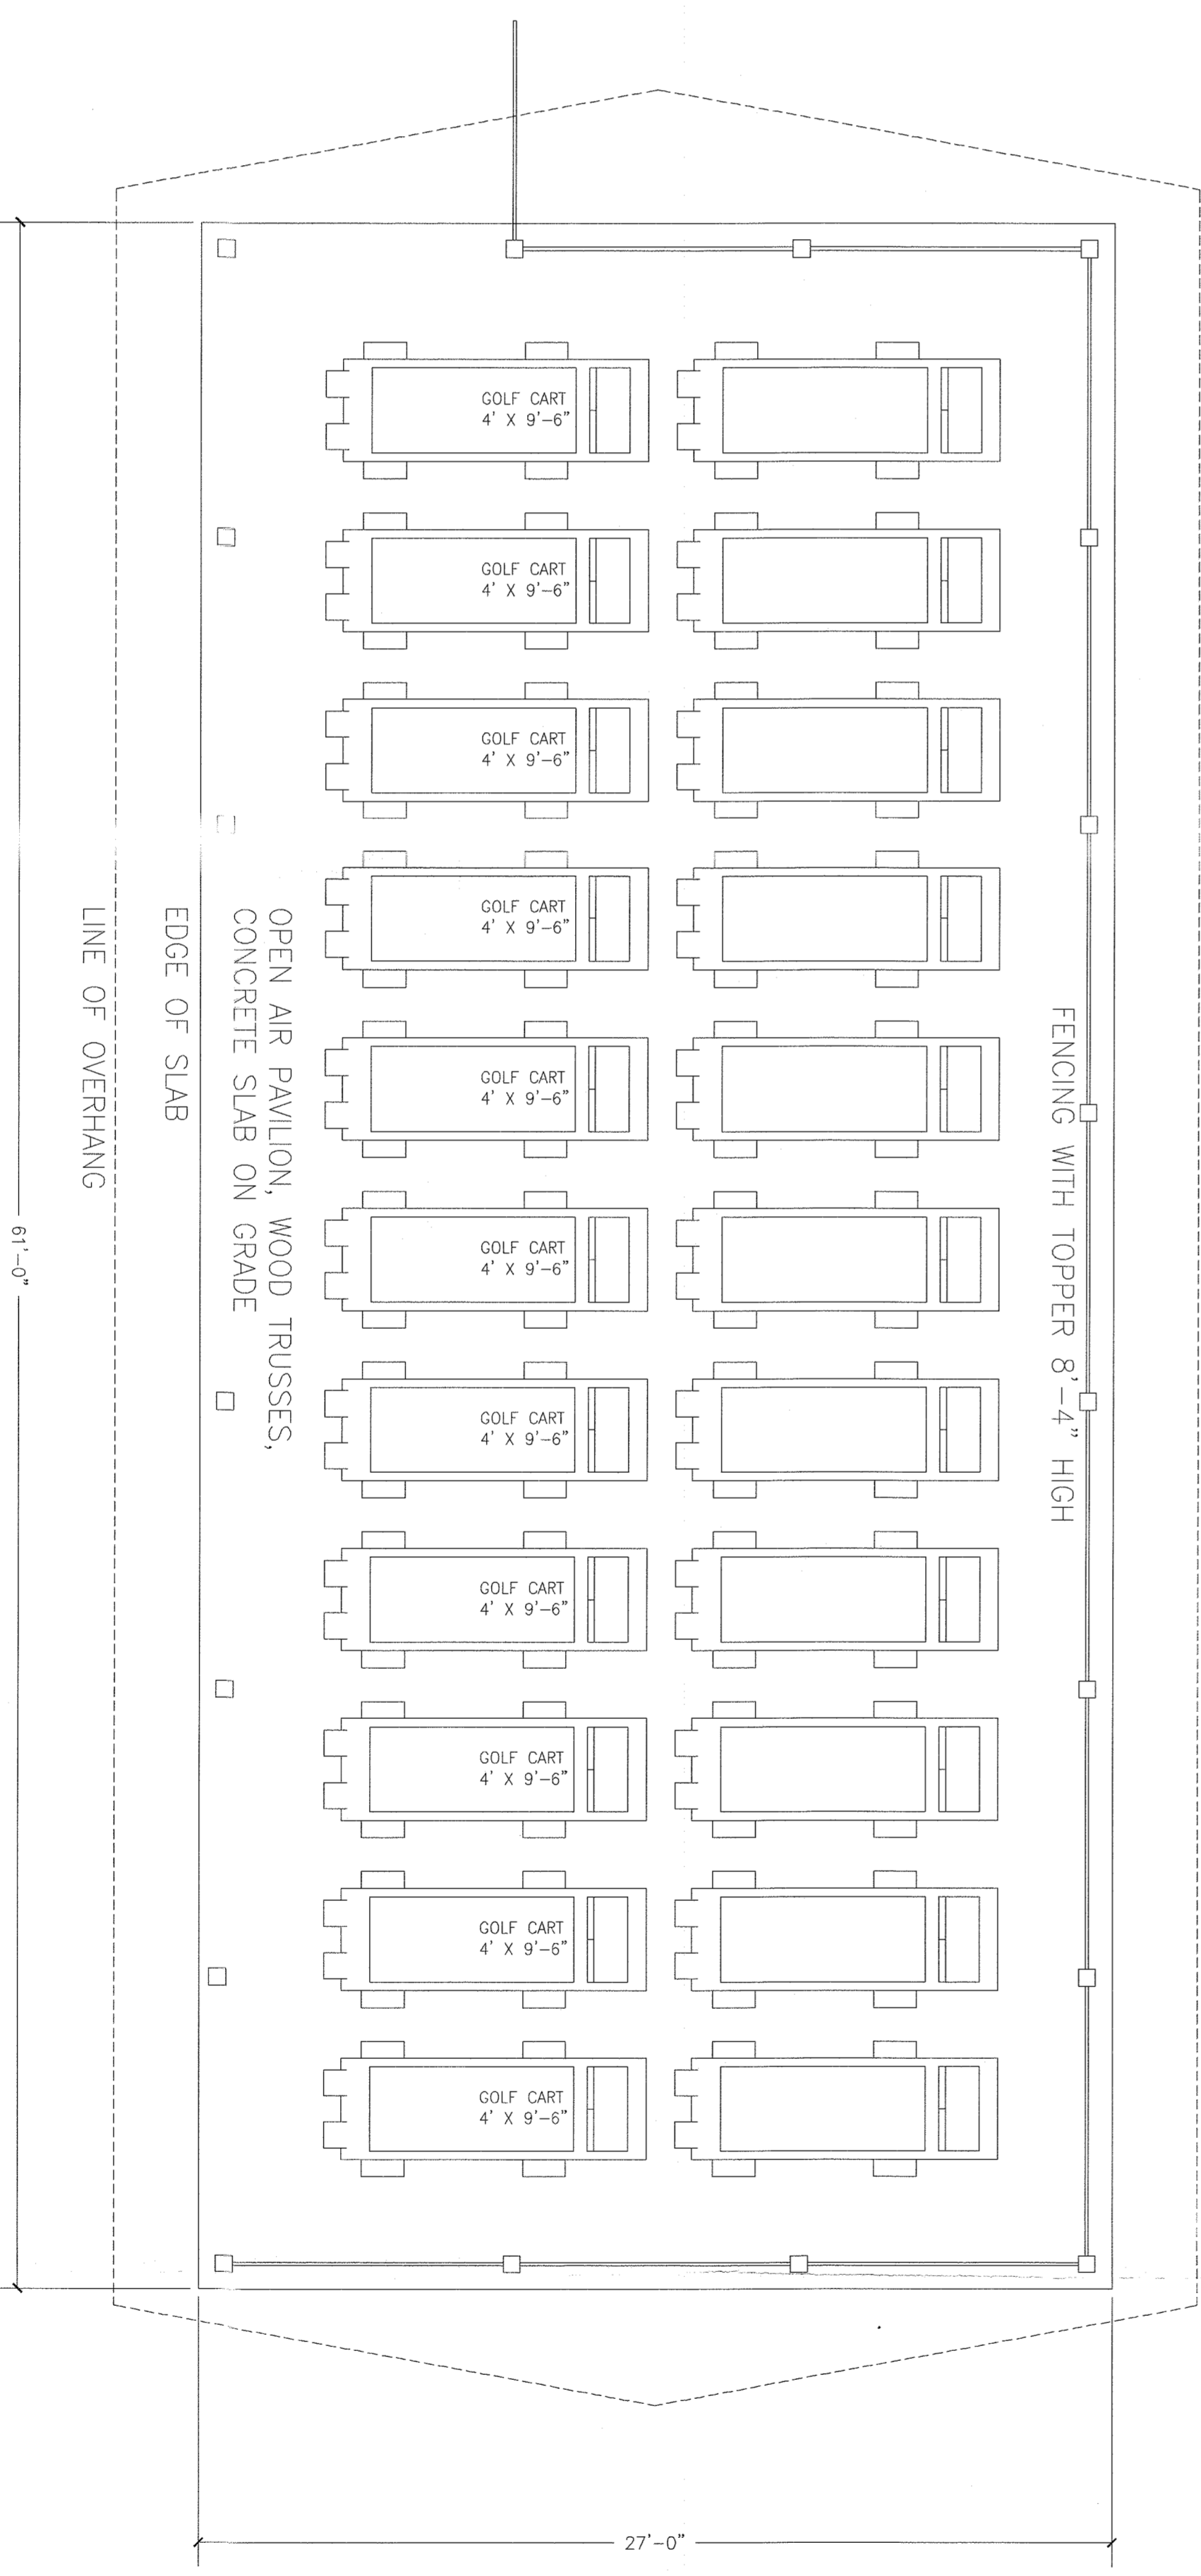 GOLF CART
4' X 9'-6"
GOLF CART
4' X 9'-6"
GOLF CART
4' X 9'-6"
GOLF CART
4' X 9'-6"
GOLF CART
4' X 9'-6"
GOLF CART
4' X 9'-6"
GOLF CART
4' X 9'-6"
GOLF CART
4' X 9'-6"
GOLF CART
4' X 9'-6"
GOLF CART
4' X 9'-6"
GOLF CART
4' X 9'-6"
FENCING WITH TOPPER 8'-4" HIGH
OPEN AIR PAVILION, WOOD TRUSSES,
CONCRETE SLAB ON GRADE
EDGE OF SLAB
LINE OF OVERHANG
61'-0"
27'-0"